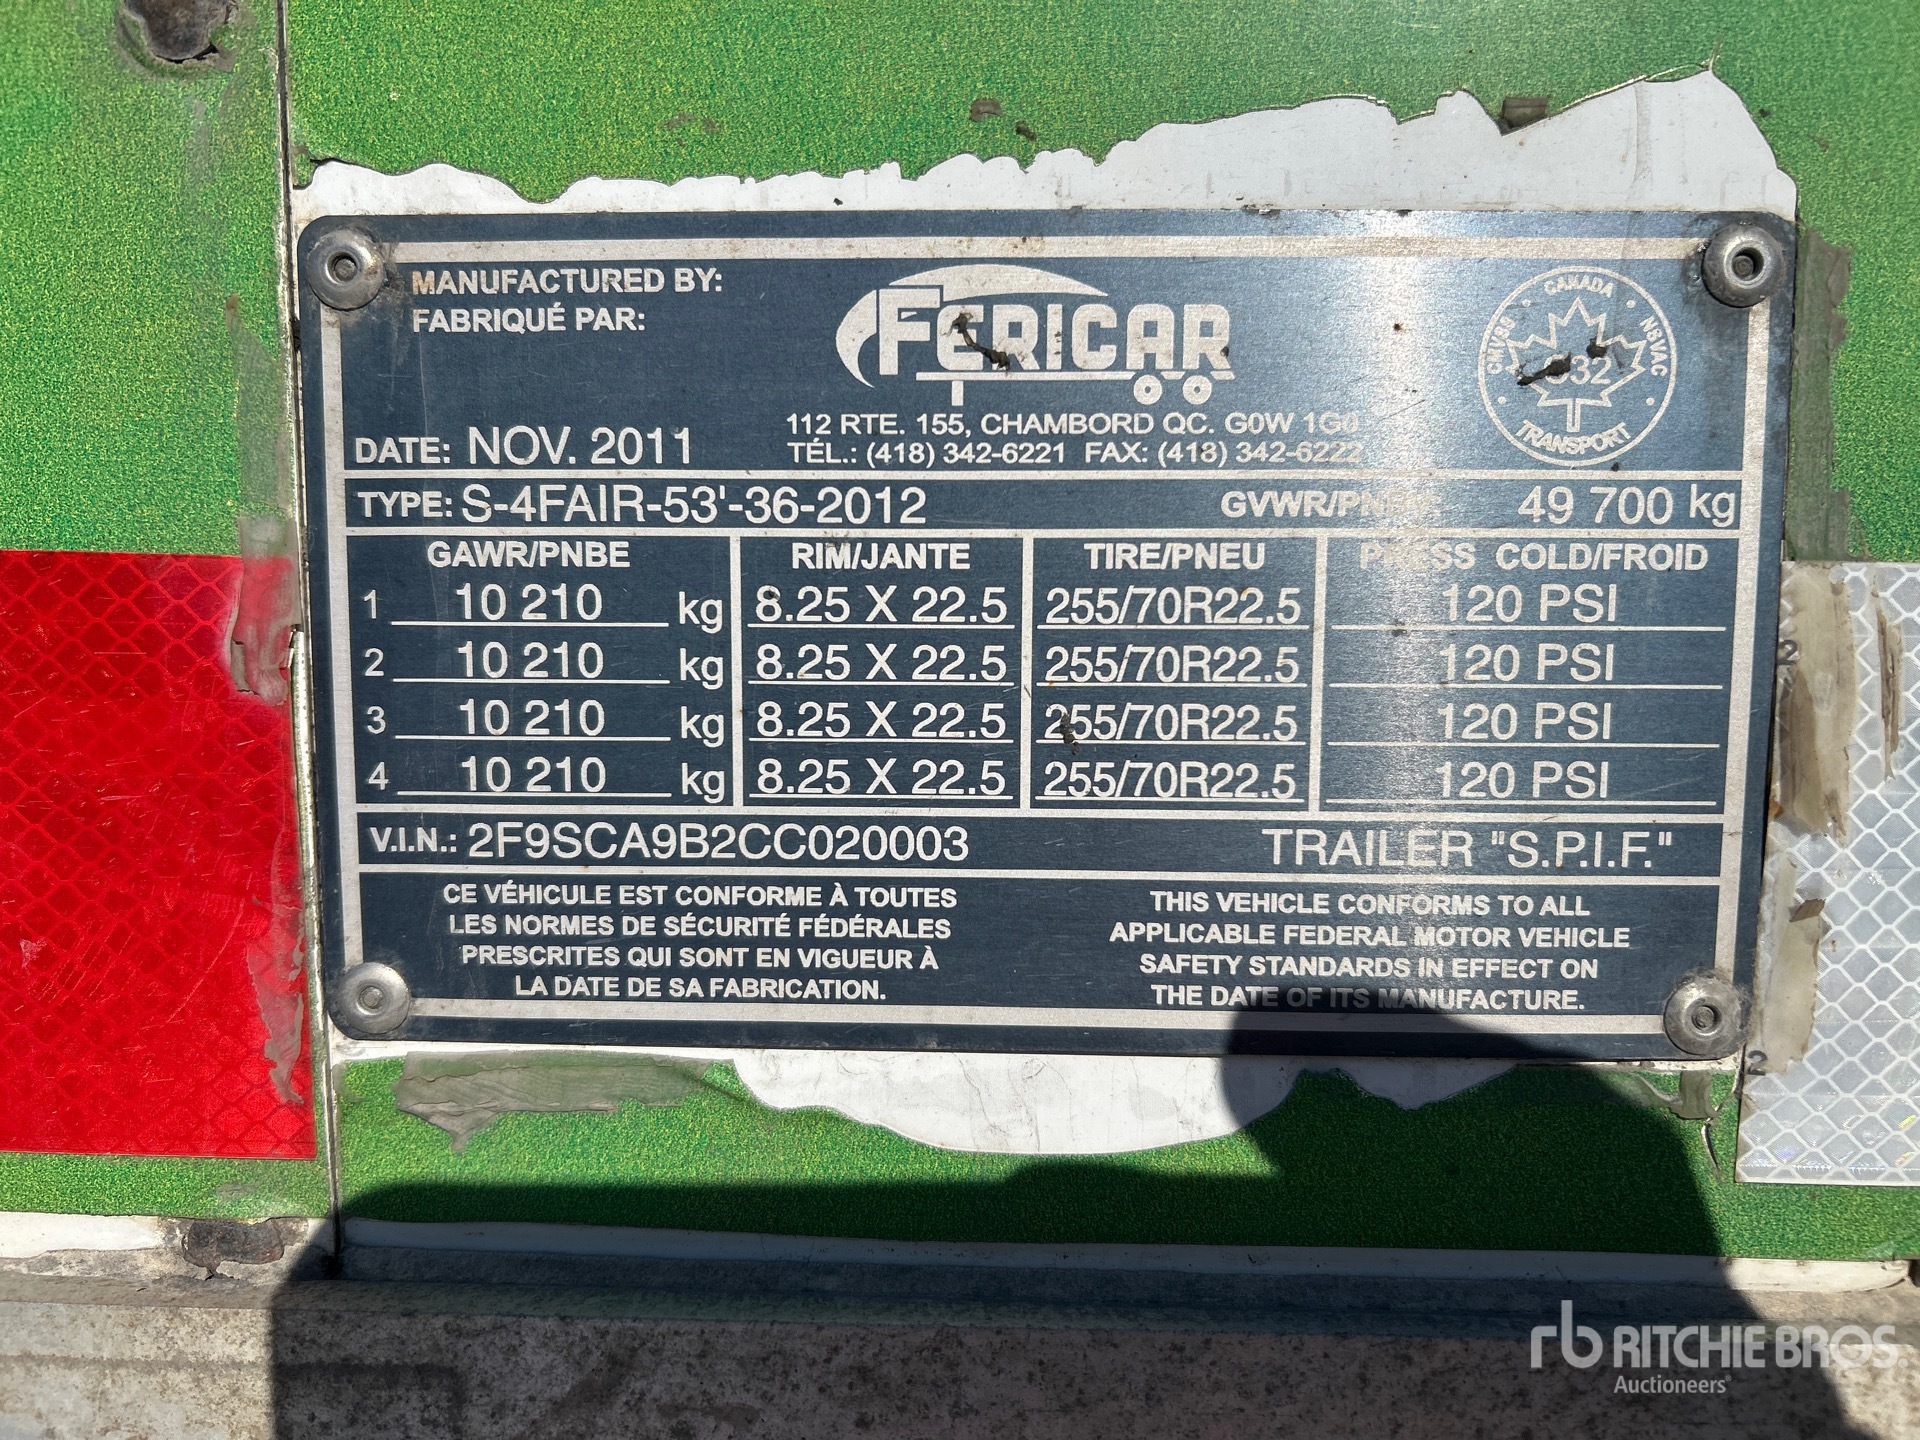 MANUFACTURED BY:
FABRIQUÉ PAR:
FERICAR
CANADA
CMVSS NSVAC
TRANSPORT
112 RTE. 155, CHAMBORD QC. G0W 1G0
TÉL.: (418) 342-6221 FAX: (418) 342-6222
DATE: NOV. 2011
TYPE: S-4FAIR-53'-36-2012 GVWR/PNBV: 49 700 kg
GAWR/PNBE RIM/JANTE TIRE/PNEU PRESS COLD/FROID
1 10 210 kg 8.25 X 22.5 255/70R22.5 120 PSI
2 10 210 kg 8.25 X 22.5 255/70R22.5 120 PSI
3 10 210 kg 8.25 X 22.5 255/70R22.5 120 PSI
4 10 210 kg 8.25 X 22.5 255/70R22.5 120 PSI
V.I.N.: 2F9SCA9B2CC020003 TRAILER "S.P.I.F."
CE VÉHICULE EST CONFORME À TOUTES
LES NORMES DE SÉCURITÉ FÉDÉRALES
PRESCRITES QUI SONT EN VIGUEUR À
LA DATE DE SA FABRICATION.
THIS VEHICLE CONFORMS TO ALL
APPLICABLE FEDERAL MOTOR VEHICLE
SAFETY STANDARDS IN EFFECT ON
THE DATE OF ITS MANUFACTURE.
2
2
rb RITCHIE BROS.
Auctioneers